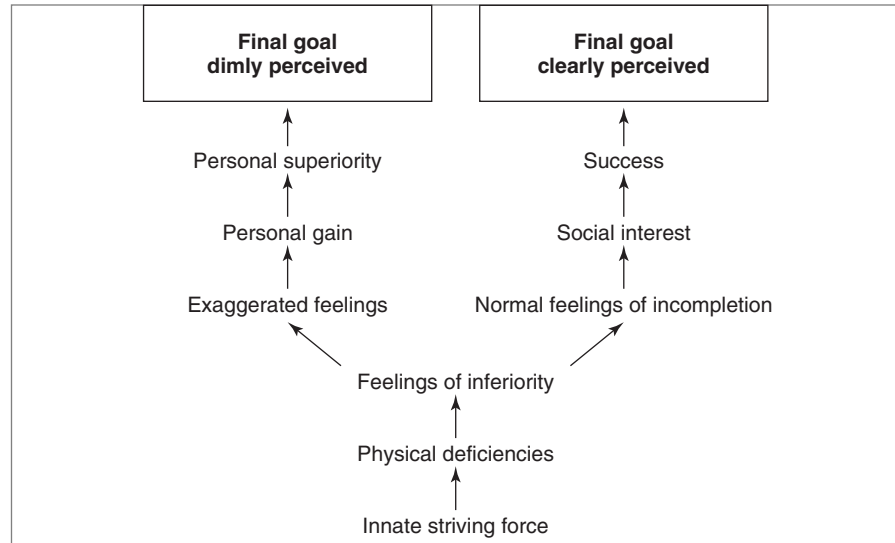 Final goal
dimly perceived
Final goal
clearly perceived
Personal superiority
Success
Personal gain
Social interest
Exaggerated feelings
Normal feelings of incompletion
Feelings of inferiority
Physical deficiencies
Innate striving force